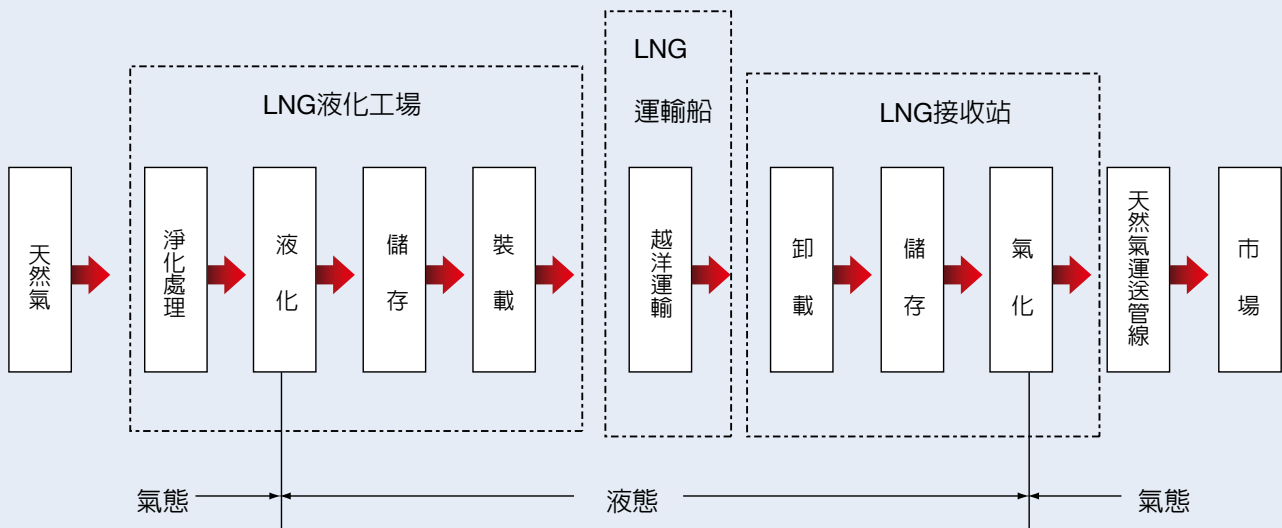 LNG液化工場
LNG
運輸船
LNG接收站
天然氣
淨化處理
液化
儲存
裝載
越洋運輸
卸載
儲存
氣化
天然氣運送管線
市場
氣態
液態
氣態